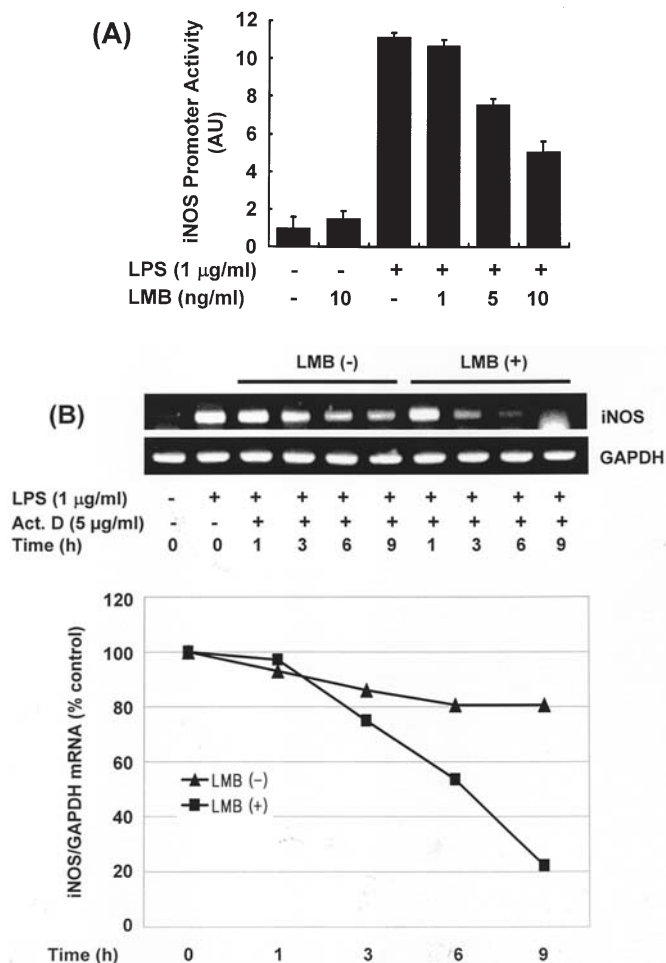 (A)
iNOS Promoter Activity
(AU)
12
10
8
6
4
2
0
LPS (1 µg/ml) - - + + + +
LMB (ng/ml) - 10 - 1 5 10
(B)
LMB (-) LMB (+)
iNOS
GAPDH
LPS (1 µg/ml) - + + + + + + + + +
Act. D (5 µg/ml) - - + + + + + + + +
Time (h) 0 0 1 3 6 9 1 3 6 9
iNOS/GAPDH mRNA (% control)
120
100
80
60
40
20
0
LMB (-)
LMB (+)
Time (h) 0 1 3 6 9